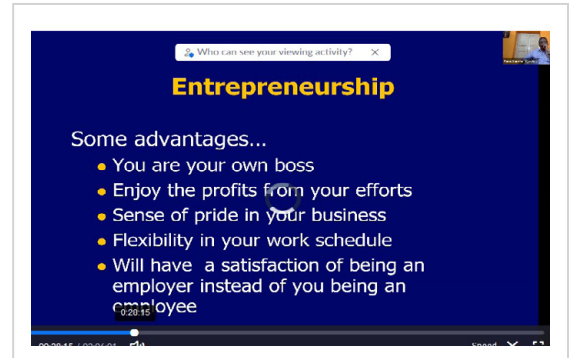 Who can see your viewing activity? ×
Entrepreneurship
Some advantages...
• You are your own boss
• Enjoy the profits from your efforts
• Sense of pride in your business
• Flexibility in your work schedule
• Will have a satisfaction of being an
employer instead of you being an
employee
0:20:15
Speed